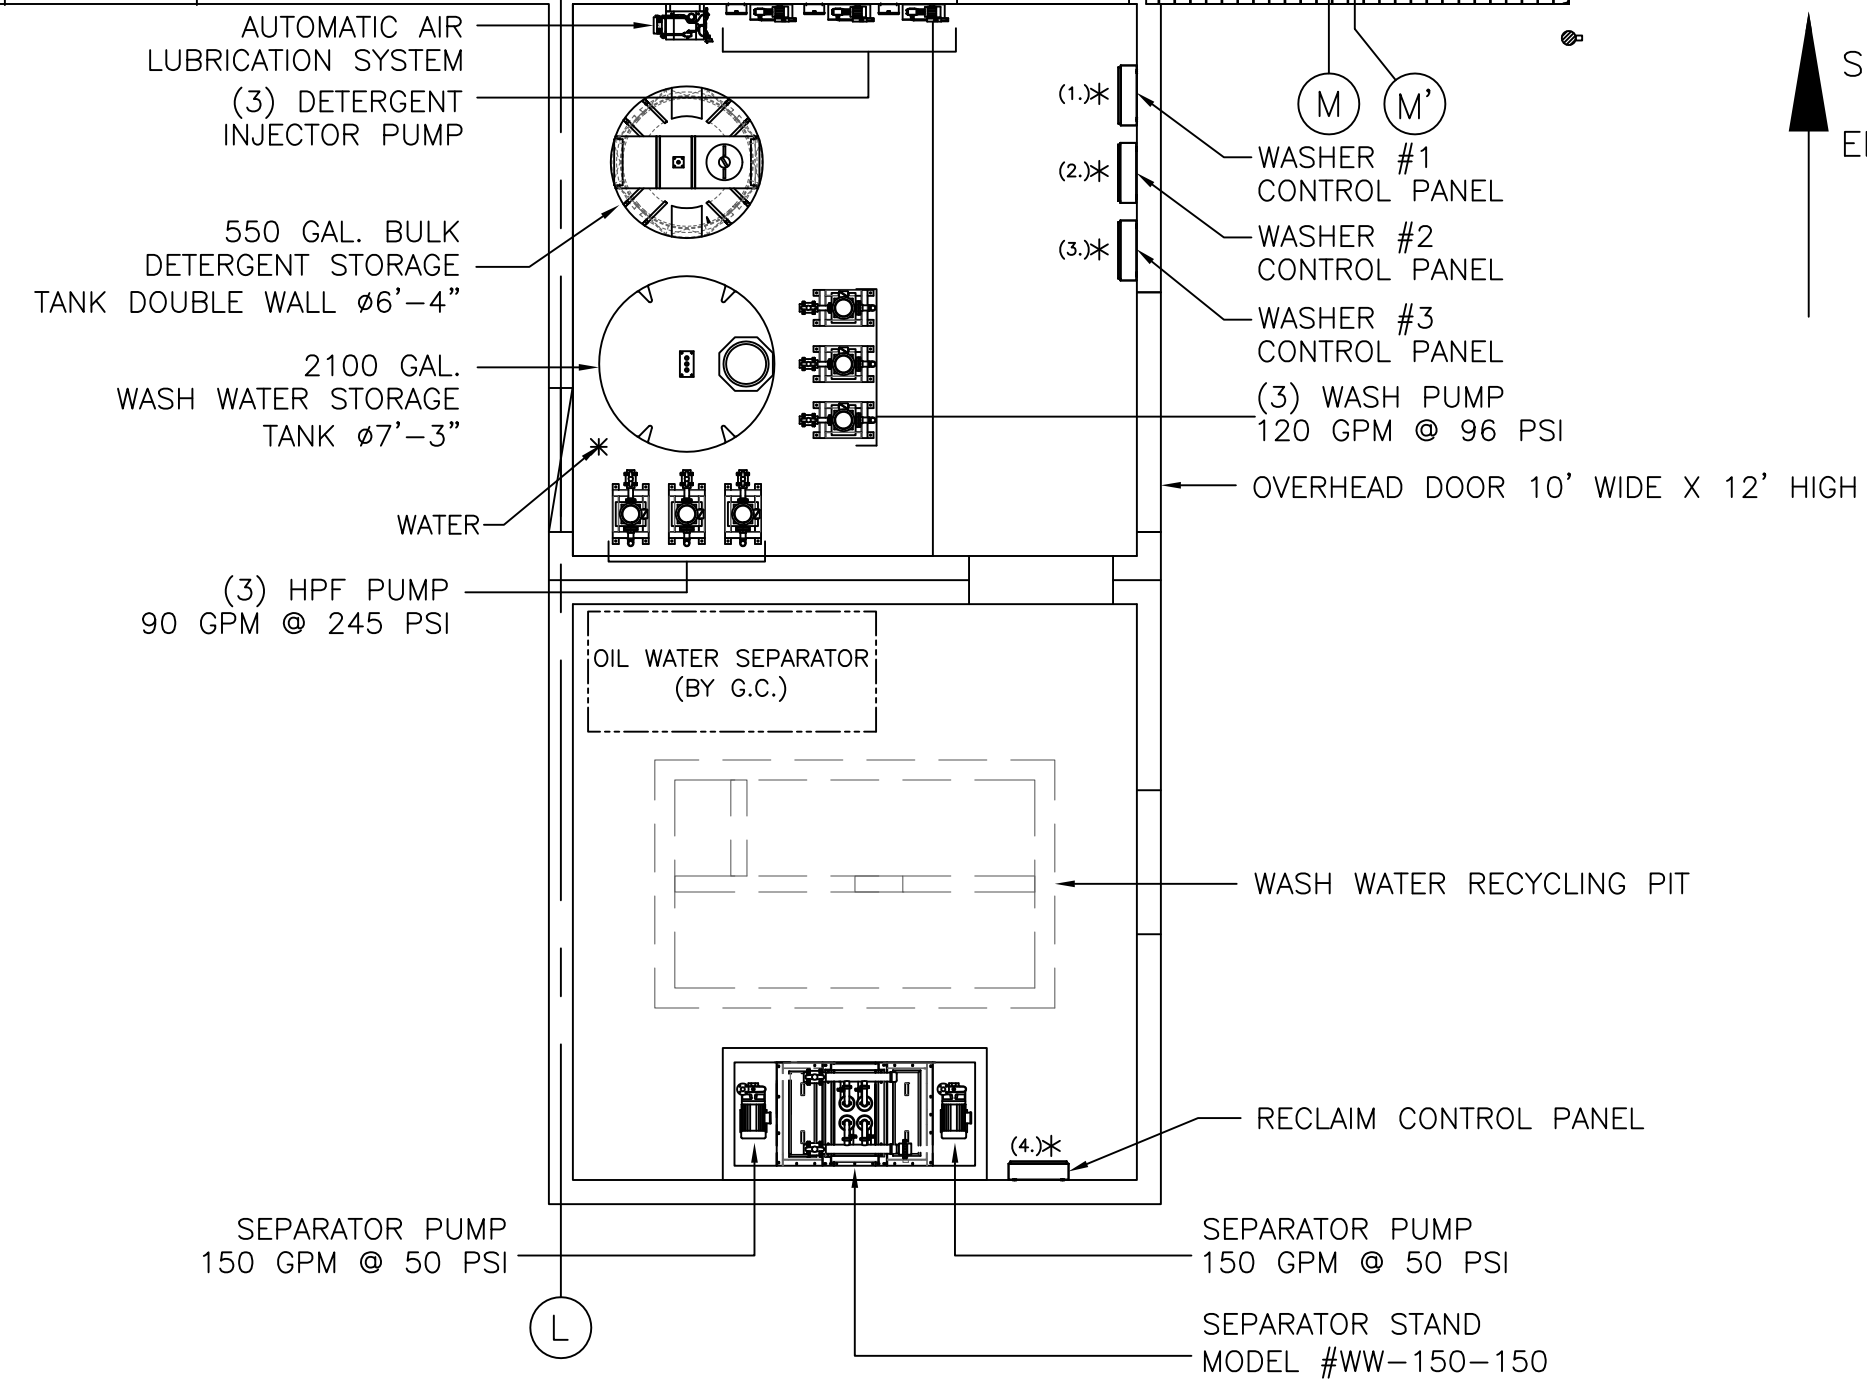 AUTOMATIC AIR
LUBRICATION SYSTEM
(3) DETERGENT
INJECTOR PUMP
550 GAL. BULK
DETERGENT STORAGE
TANK DOUBLE WALL ø6'-4"
2100 GAL.
WASH WATER STORAGE
TANK ø7'-3"
WATER
(3) HPF PUMP
90 GPM @ 245 PSI
(1.)*
(2.)*
(3.)*
M
M'
WASHER #1
CONTROL PANEL
WASHER #2
CONTROL PANEL
WASHER #3
CONTROL PANEL
(3) WASH PUMP
120 GPM @ 96 PSI
OVERHEAD DOOR 10' WIDE X 12' HIGH
OIL WATER SEPARATOR
(BY G.C.)
WASH WATER RECYCLING PIT
RECLAIM CONTROL PANEL
(4.)*
SEPARATOR PUMP
150 GPM @ 50 PSI
L
SEPARATOR PUMP
150 GPM @ 50 PSI
SEPARATOR STAND
MODEL #WW-150-150